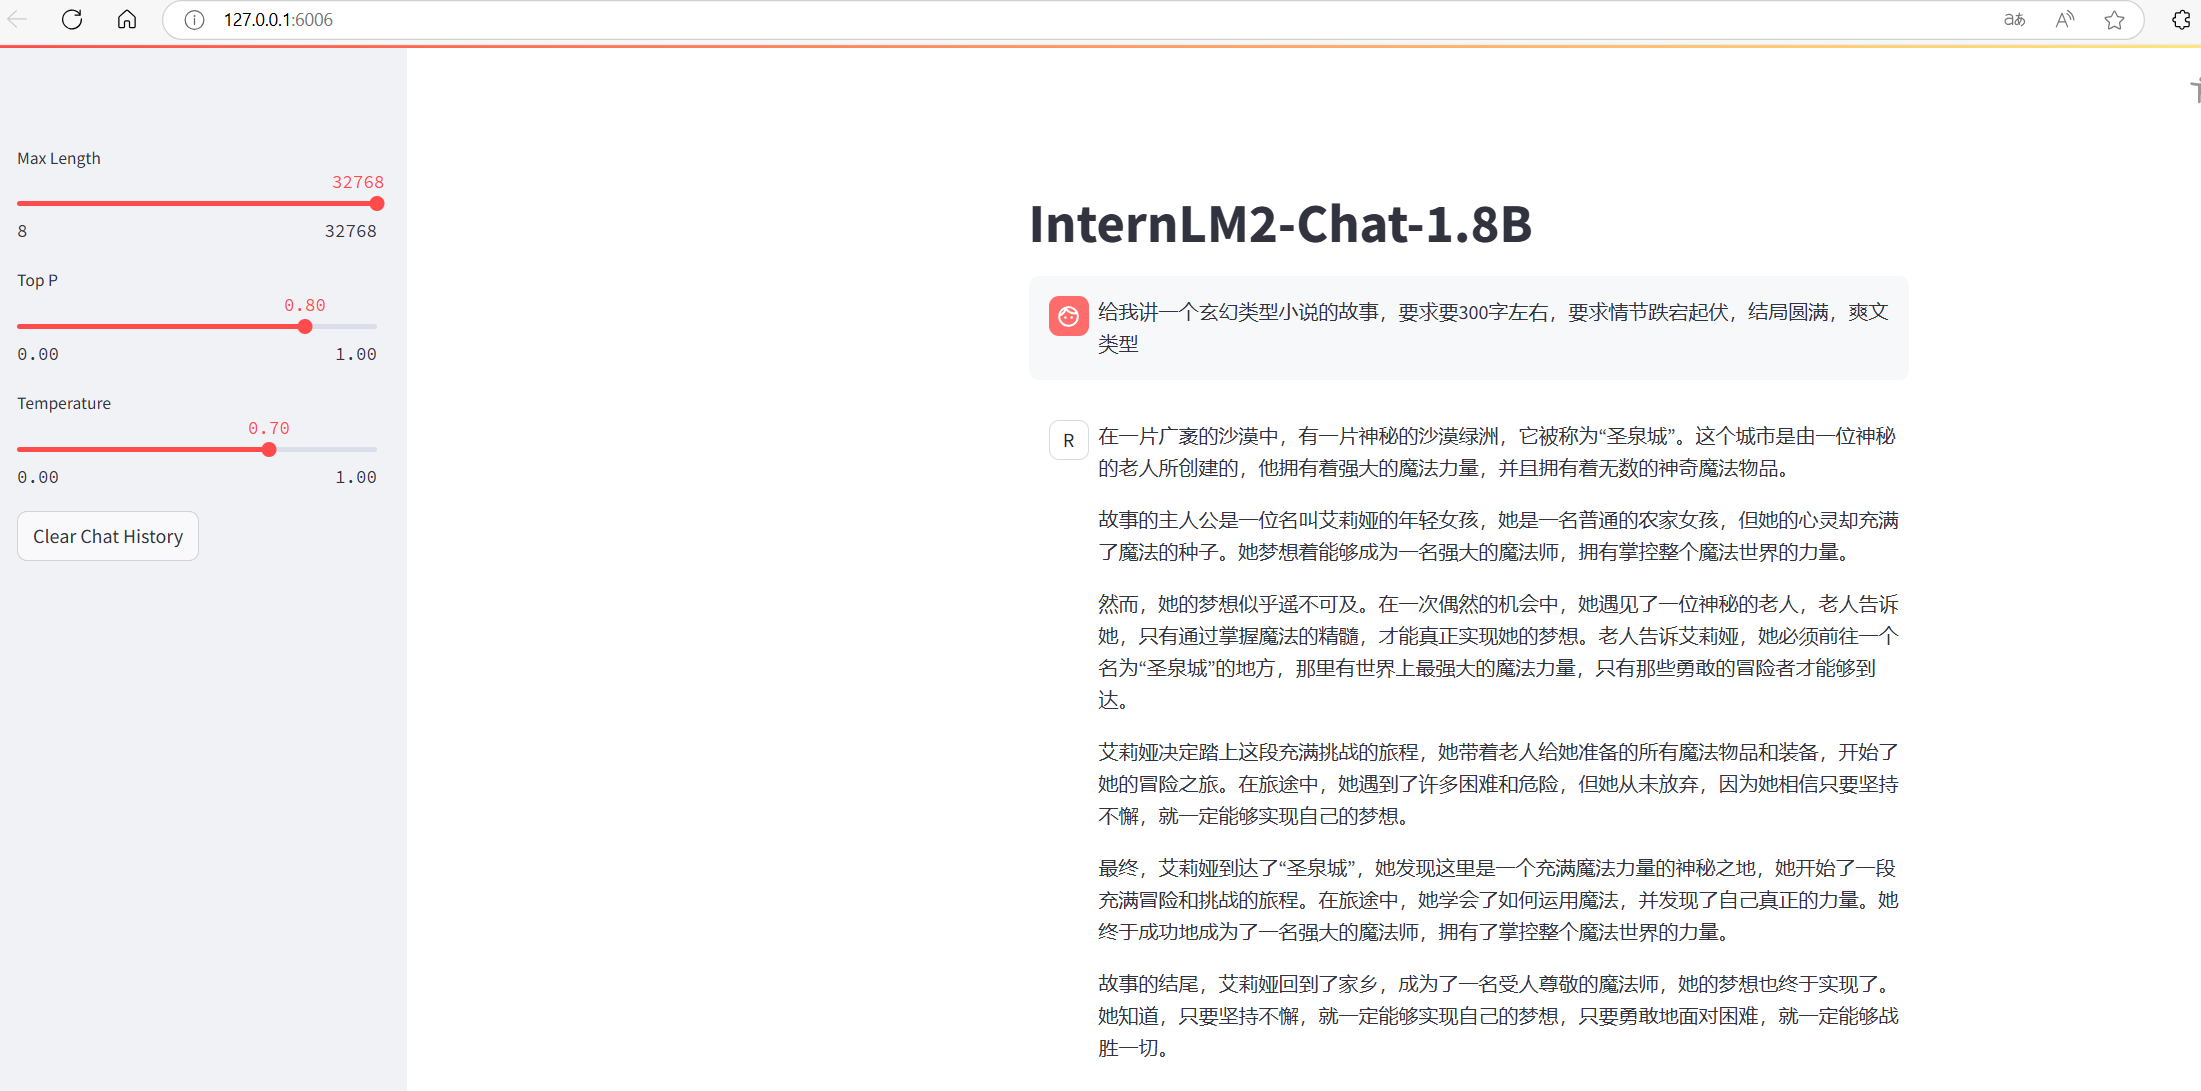 127.0.0.1:6006
Max Length
32768
8 32768
Top P
0.80
0.00 1.00
Temperature
0.70
0.00 1.00
Clear Chat History
InternLM2-Chat-1.8B
给我讲一个玄幻类型小说的故事，要求要300字左右，要求情节跌宕起伏，结局圆满，爽文
类型
R
在一片广袤的沙漠中，有一片神秘的沙漠绿洲，它被称为“圣泉城”。这个城市是由一位神秘
的老人所创建的，他拥有着强大的魔法力量，并且拥有着无数的神奇魔法物品。
故事的主人公是一位名叫艾莉娅的年轻女孩，她是一名普通的农家女孩，但她的心灵却充满
了魔法的种子。她梦想着能够成为一名强大的魔法师，拥有掌控整个魔法世界的力量。
然而，她的梦想似乎遥不可及。在一次偶然的机会中，她遇见了一位神秘的老人，老人告诉
她，只有通过掌握魔法的精髓，才能真正实现她的梦想。老人告诉艾莉娅，她必须前往一个
名为“圣泉城”的地方，那里有世界上最强大的魔法力量，只有那些勇敢的冒险者才能够到
达。
艾莉娅决定踏上这段充满挑战的旅程，她带着老人给她准备的所有魔法物品和装备，开始了
她的冒险之旅。在旅途中，她遇到了许多困难和危险，但她从未放弃，因为她相信只要坚持
不懈，就一定能够实现自己的梦想。
最终，艾莉娅到达了“圣泉城”，她发现这里是一个充满魔法力量的神秘之地，她开始了一段
充满冒险和挑战的旅程。在旅途中，她学会了如何运用魔法，并发现了自己真正的力量。她
终于成功地成为了一名强大的魔法师，拥有了掌控整个魔法世界的力量。
故事的结尾，艾莉娅回到了家乡，成为了一名受人尊敬的魔法师，她的梦想也终于实现了。
她知道，只要坚持不懈，就一定能够实现自己的梦想，只要勇敢地面对困难，就一定能够战
胜一切。